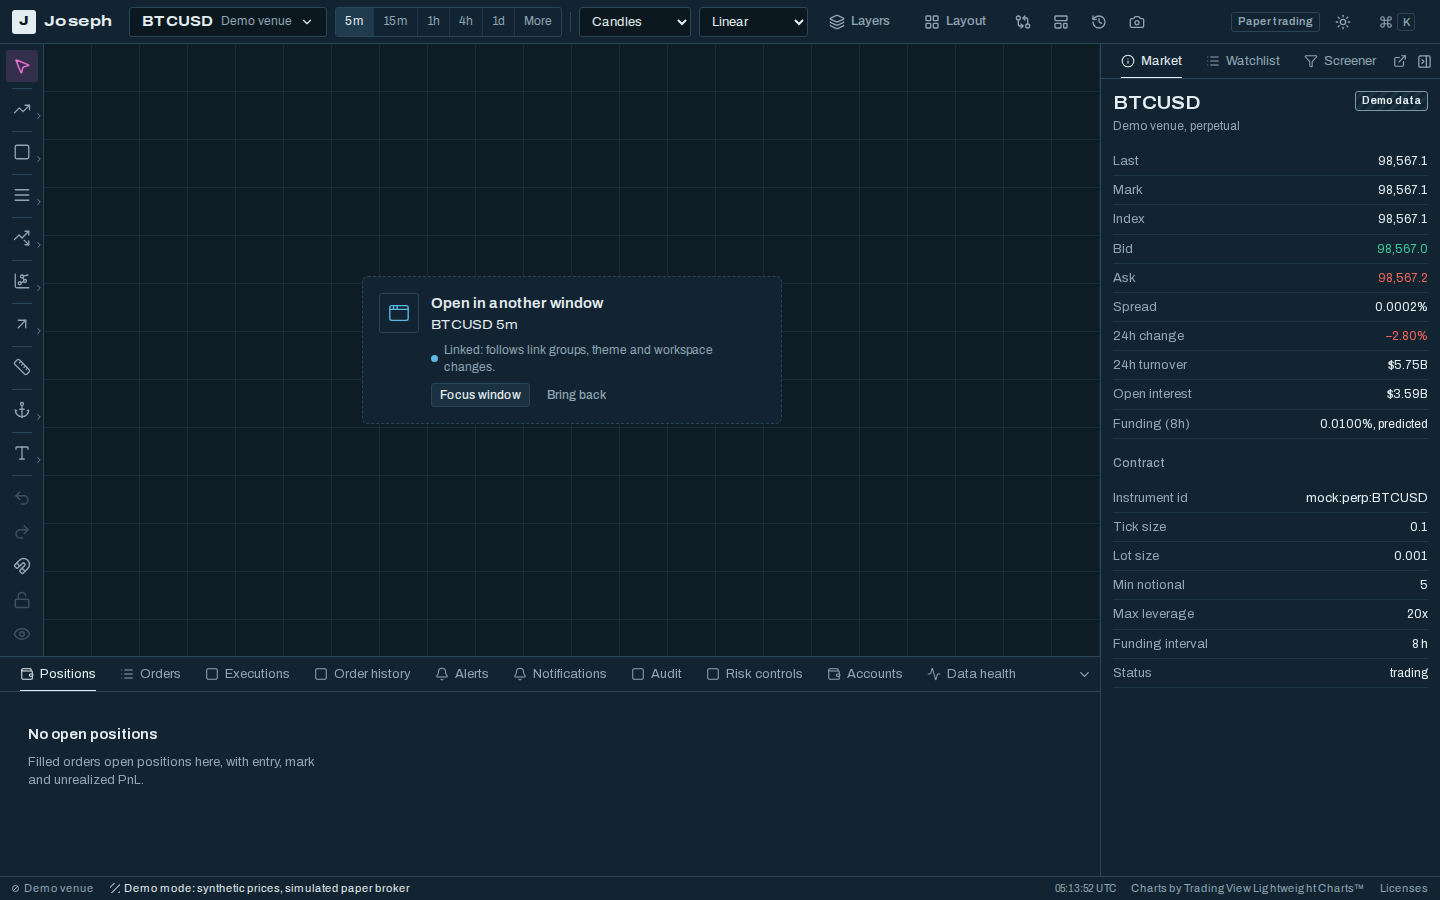 J Joseph BTCUSD Demo venue 5m 15m 1h 4h 1d More Candles Linear Layers Layout Paper trading ⌘ K
Market Watchlist Screener
BTCUSD Demo data
Demo venue, perpetual
Last 98,567.1
Mark 98,567.1
Index 98,567.1
Bid 98,567.0
Ask 98,567.2
Spread 0.0002%
24h change −2.80%
24h turnover $5.75B
Open interest $3.59B
Funding (8h) 0.0100%, predicted
Contract
Instrument id mock:perp:BTCUSD
Tick size 0.1
Lot size 0.001
Min notional 5
Max leverage 20x
Funding interval 8 h
Status trading
Open in another window
BTCUSD 5m
Linked: follows link groups, theme and workspace
changes.
Focus window Bring back
Positions Orders Executions Order history Alerts Notifications Audit Risk controls Accounts Data health
No open positions
Filled orders open positions here, with entry, mark
and unrealized PnL.
Demo venue Demo mode: synthetic prices, simulated paper broker 05:13:52 UTC Charts by TradingView Lightweight Charts™ Licenses